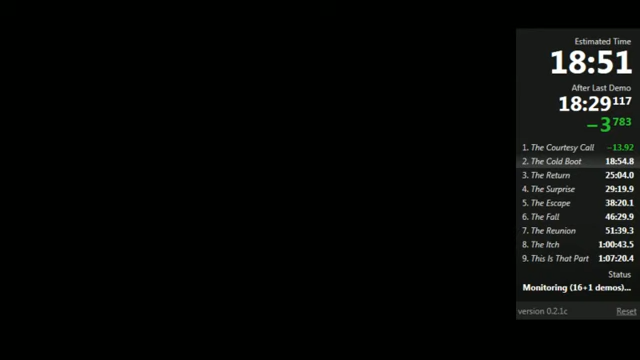 Estimated Time
18:51
After Last Demo
18:29 117
−3 783
1. The Courtesy Call −13.92
2. The Cold Boot 18:54.8
3. The Return 25:04.0
4. The Surprise 29:19.9
5. The Escape 38:20.1
6. The Fall 46:29.9
7. The Reunion 51:39.3
8. The Itch 1:00:43.5
9. This Is That Part 1:07:20.4
Status
Monitoring (16+1 demos)...
version 0.2.1c Reset